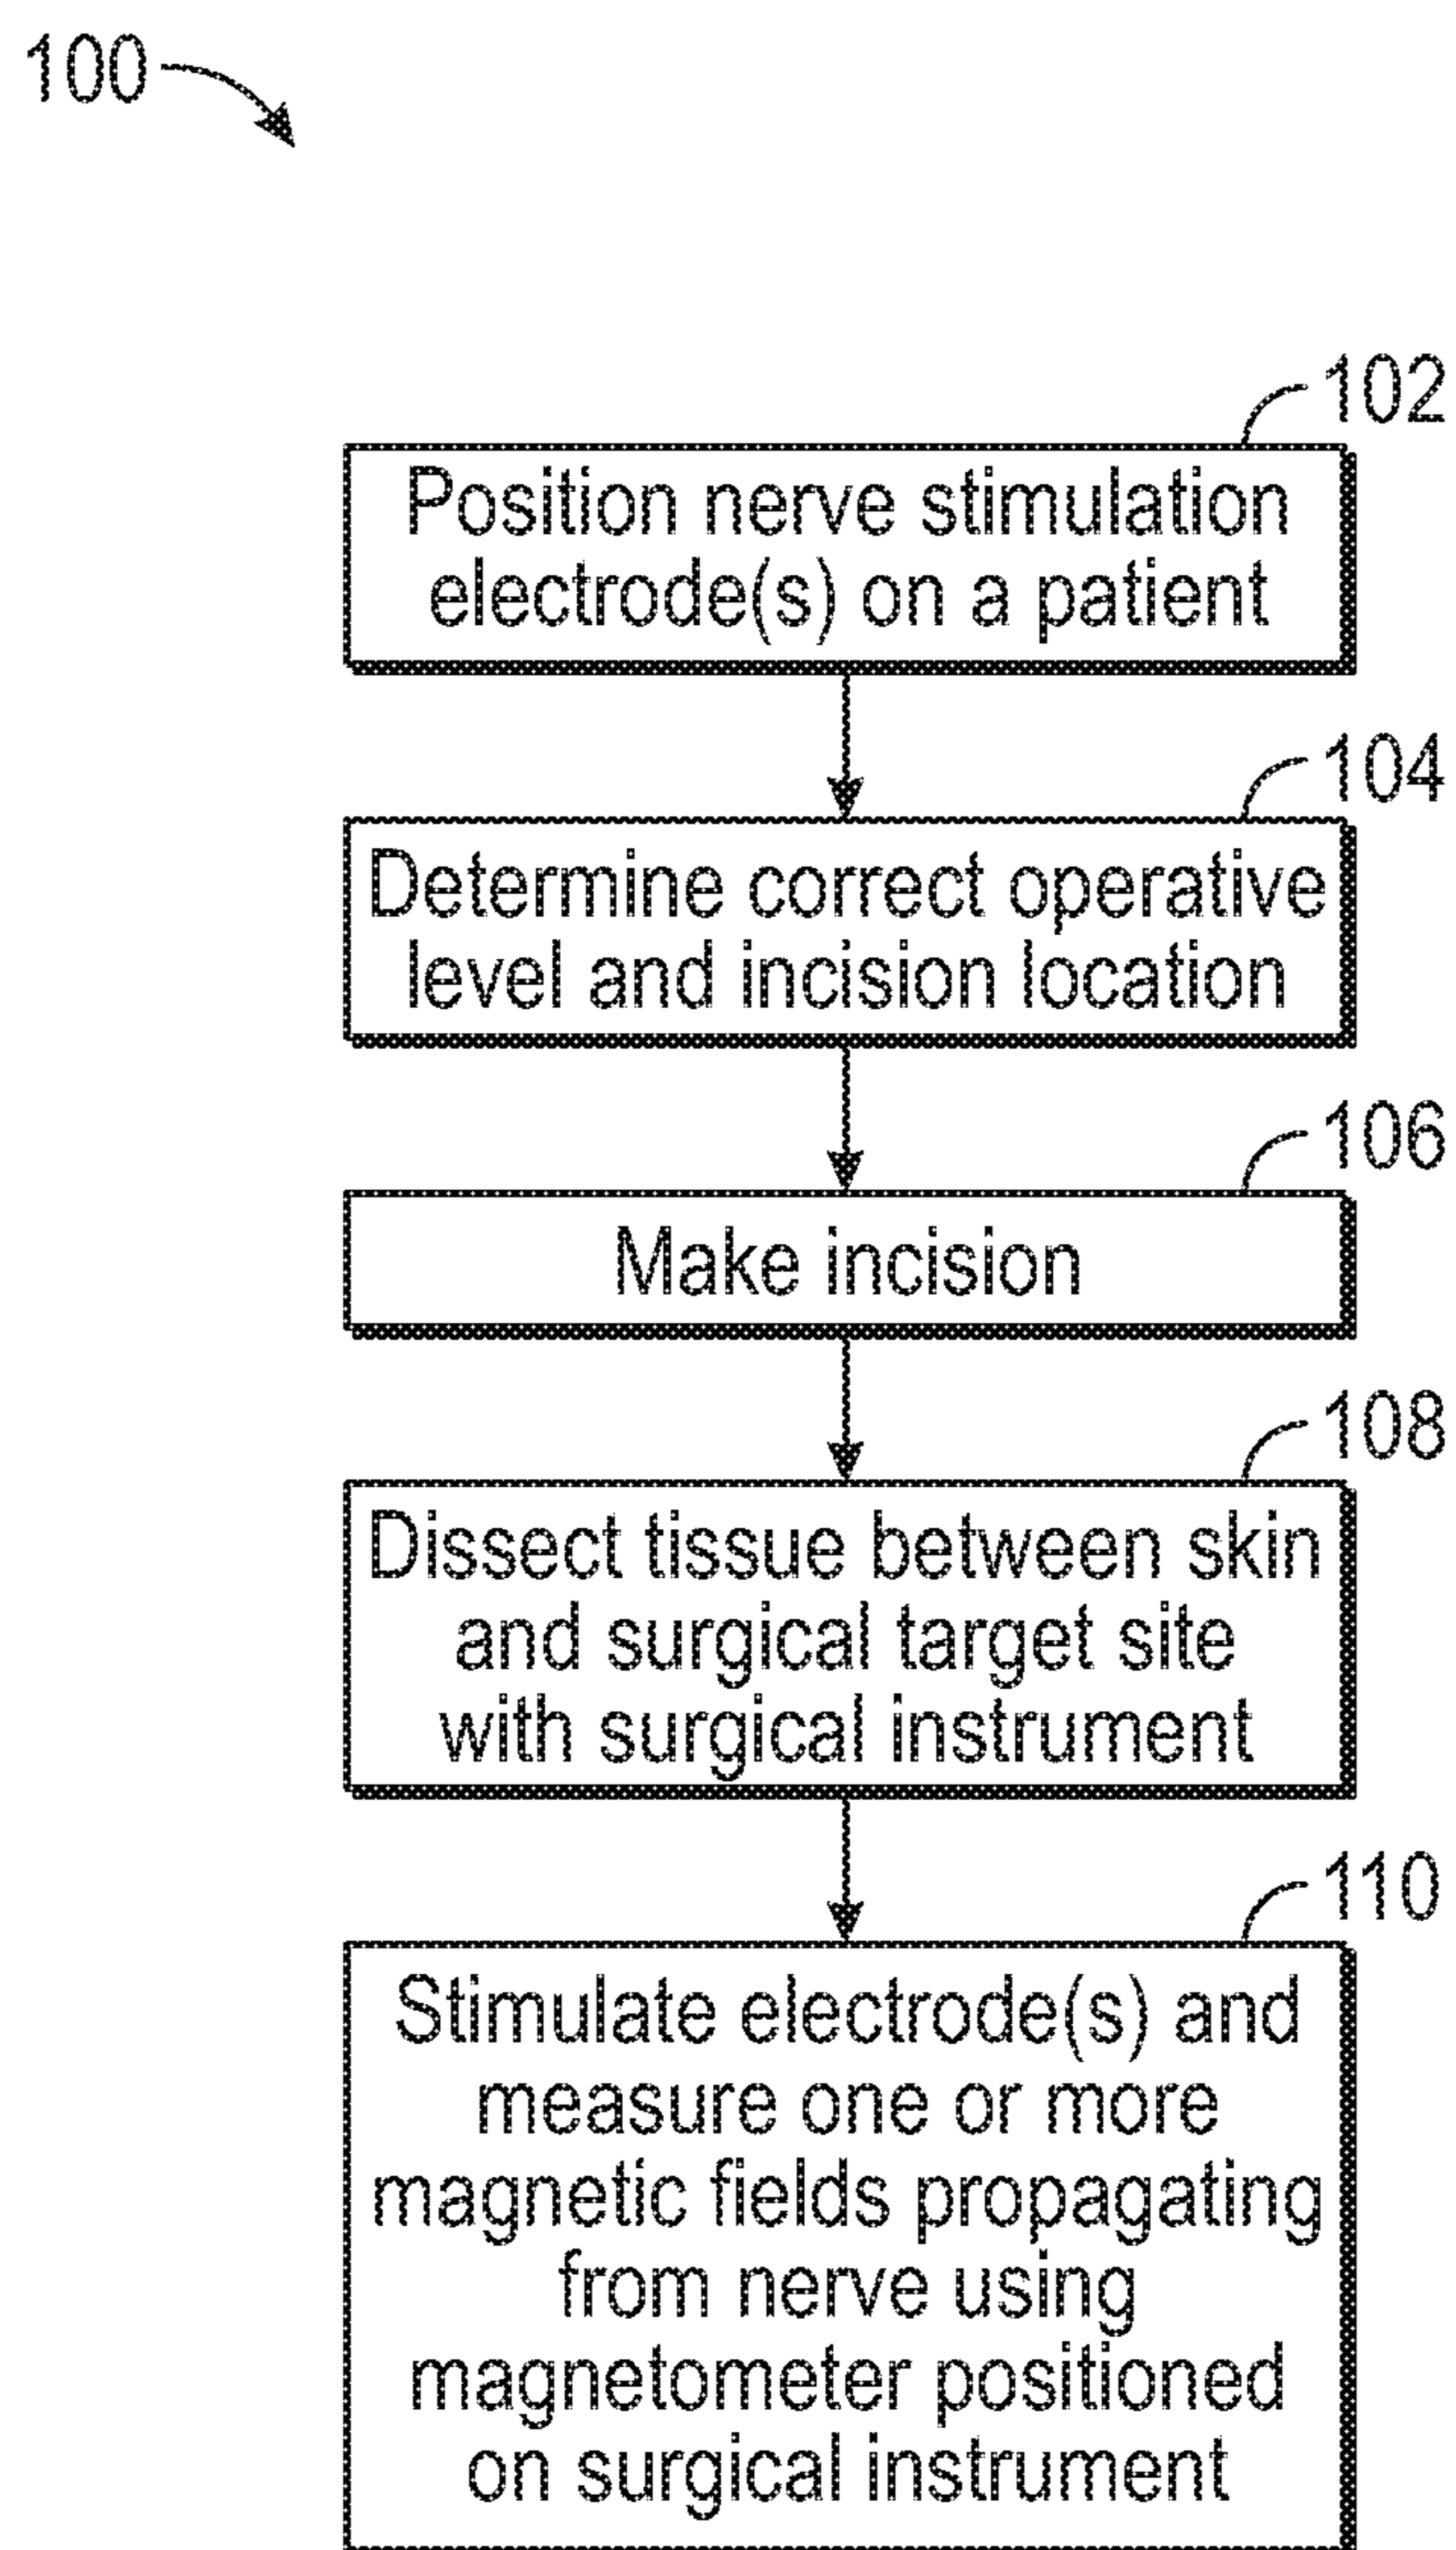 100
102
Position nerve stimulation
electrode(s) on a patient
104
Determine correct operative
level and incision location
106
Make incision
108
Dissect tissue between skin
and surgical target site
with surgical instrument
110
Stimulate electrode(s) and
measure one or more
magnetic fields propagating
from nerve using
magnetometer positioned
on surgical instrument